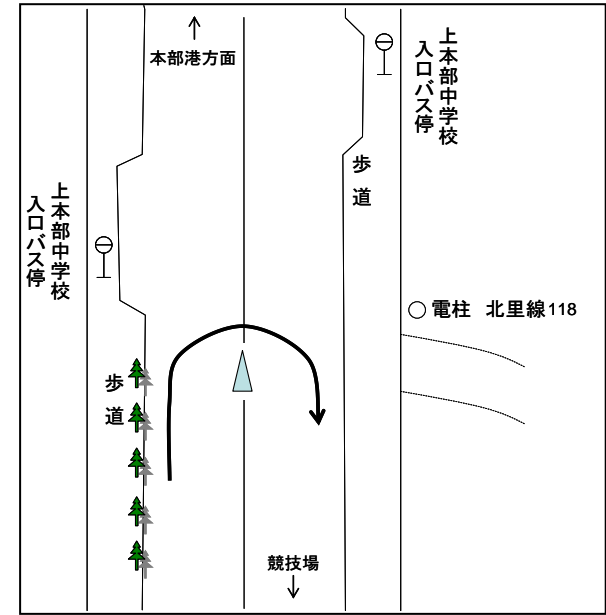 本部港方面
上本部中学校
入口バス停
歩道
上本部中学校
入口バス停
電柱 北里線118
歩道
競技場